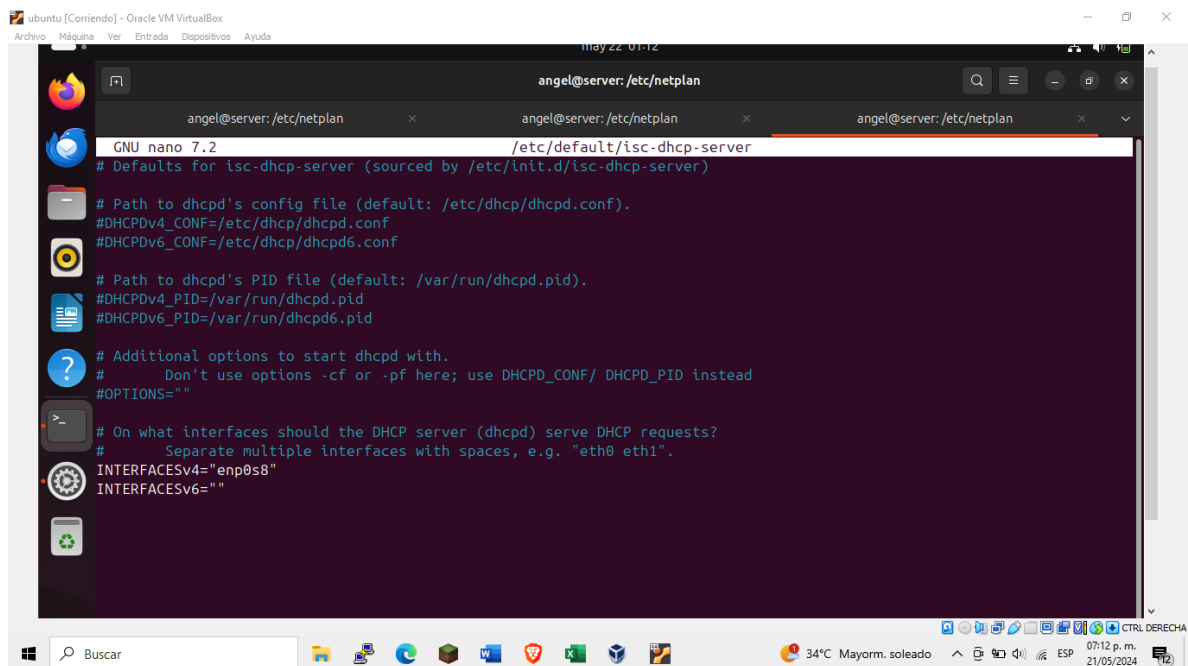 ubuntu [Corriendo] - Oracle VM VirtualBox
Archivo Máquina Ver Entrada Dispositivos Ayuda
may 22 01:12
angel@server: /etc/netplan
angel@server: /etc/netplan × angel@server: /etc/netplan × angel@server: /etc/netplan ×
GNU nano 7.2 /etc/default/isc-dhcp-server
# Defaults for isc-dhcp-server (sourced by /etc/init.d/isc-dhcp-server)
# Path to dhcpd's config file (default: /etc/dhcp/dhcpd.conf).
#DHCPDv4_CONF=/etc/dhcp/dhcpd.conf
#DHCPDv6_CONF=/etc/dhcp/dhcpd6.conf
# Path to dhcpd's PID file (default: /var/run/dhcpd.pid).
#DHCPDv4_PID=/var/run/dhcpd.pid
#DHCPDv6_PID=/var/run/dhcpd6.pid
# Additional options to start dhcpd with.
#       Don't use options -cf or -pf here; use DHCPD_CONF/ DHCPD_PID instead
#OPTIONS=""
# On what interfaces should the DHCP server (dhcpd) serve DHCP requests?
#       Separate multiple interfaces with spaces, e.g. "eth0 eth1".
INTERFACESv4="enp0s8"
INTERFACESv6=""
CTRL DERECHA
Buscar
34°C Mayorm. soleado
ESP
07:12 p. m.
21/05/2024
12